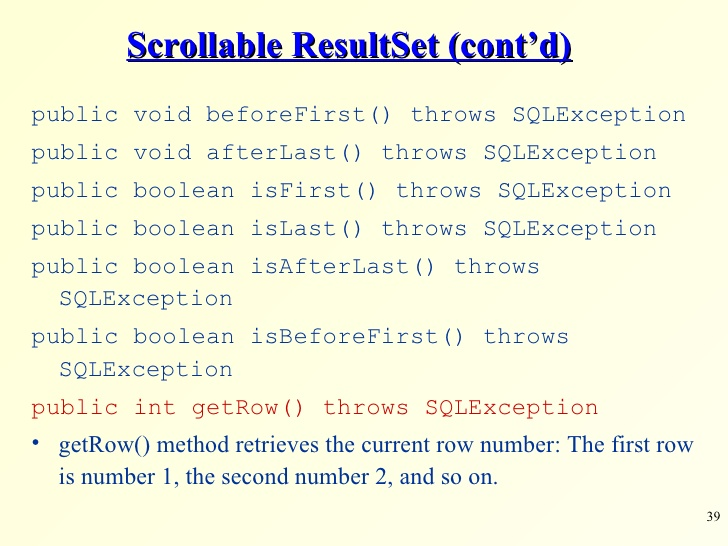 Scrollable ResultSet (cont’d)
public void beforeFirst() throws SQLException
public void afterLast() throws SQLException
public boolean isFirst() throws SQLException
public boolean isLast() throws SQLException
public boolean isAfterLast() throws
SQLException
public boolean isBeforeFirst() throws
SQLException
public int getRow() throws SQLException
• getRow() method retrieves the current row number: The first row
is number 1, the second number 2, and so on.
39